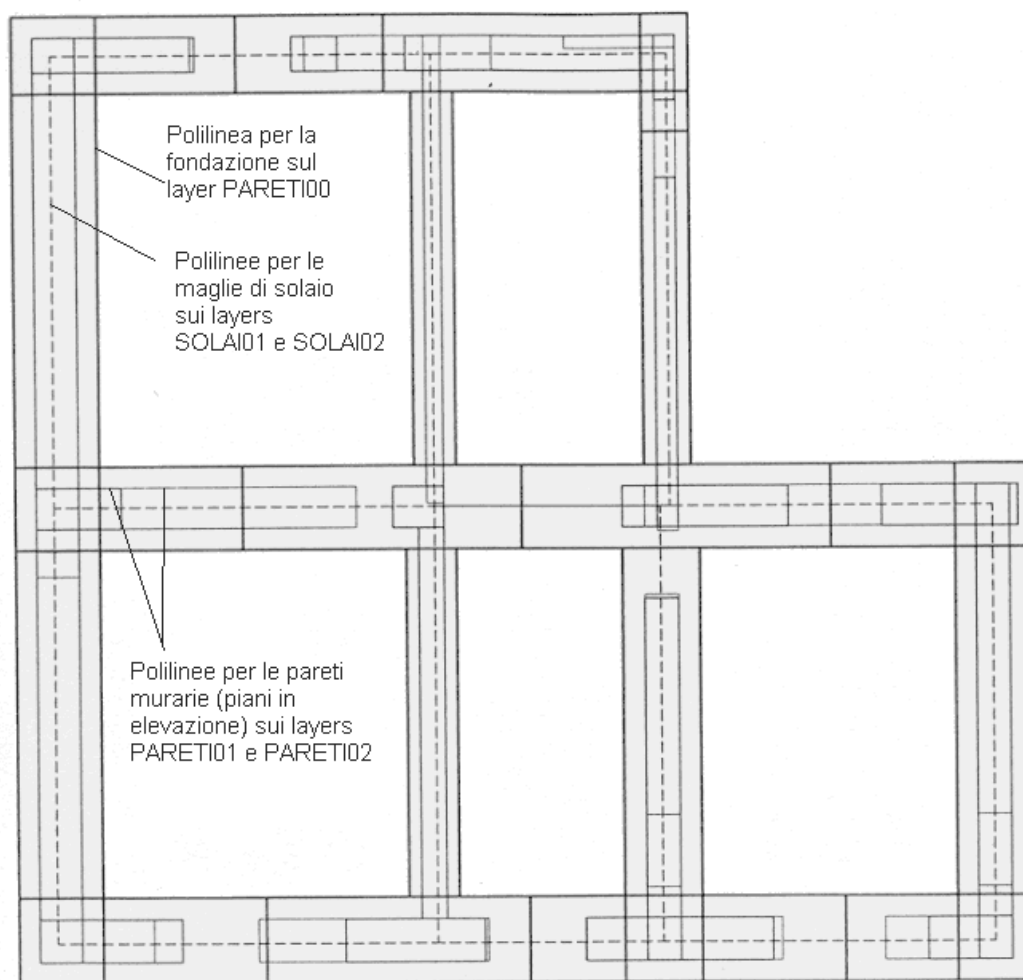 Polilinea per la
fondazione sul
layer PARETI00
Polilinee per le
maglie di solaio
sui layers
SOLAI01 e SOLAI02
Polilinee per le pareti
murarie (piani in
elevazione) sui layers
PARETI01 e PARETI02